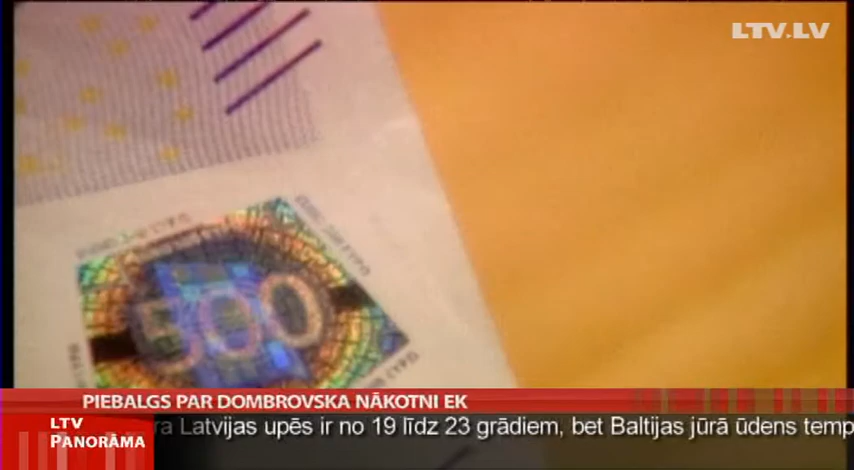 LTV.LV
500
PIEBALGS PAR DOMBROVSKA NĀKOTNI EK
LTV
PANORĀMA
ra Latvijas upēs ir no 19 līdz 23 grādiem, bet Baltijas jūrā ūdens temp